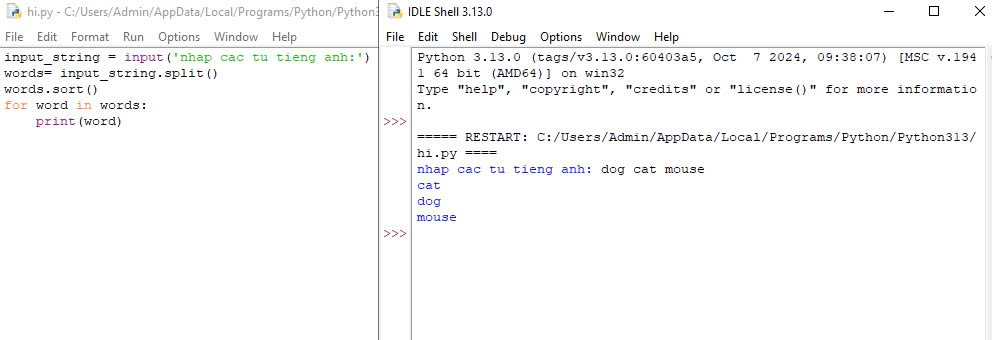 hi.py - C:/Users/Admin/AppData/Local/Programs/Python/Python3
File Edit Format Run Options Window Help
input_string = input('nhap cac tu tieng anh:')
words= input_string.split()
words.sort()
for word in words:
    print(word)
IDLE Shell 3.13.0
File Edit Shell Debug Options Window Help
Python 3.13.0 (tags/v3.13.0:60403a5, Oct  7 2024, 09:38:07) [MSC v.194
1 64 bit (AMD64)] on win32
Type "help", "copyright", "credits" or "license()" for more informatio
n.
>>>
===== RESTART: C:/Users/Admin/AppData/Local/Programs/Python/Python313/
hi.py ====
nhap cac tu tieng anh: dog cat mouse
cat
dog
mouse
>>>